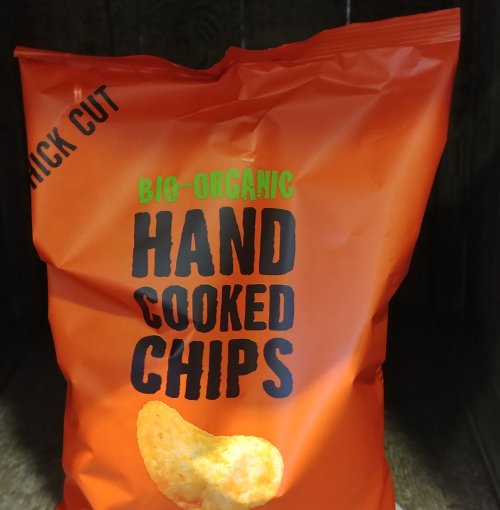 HICK CUT
BIO-ORGANIC
HAND
COOKED
CHIPS